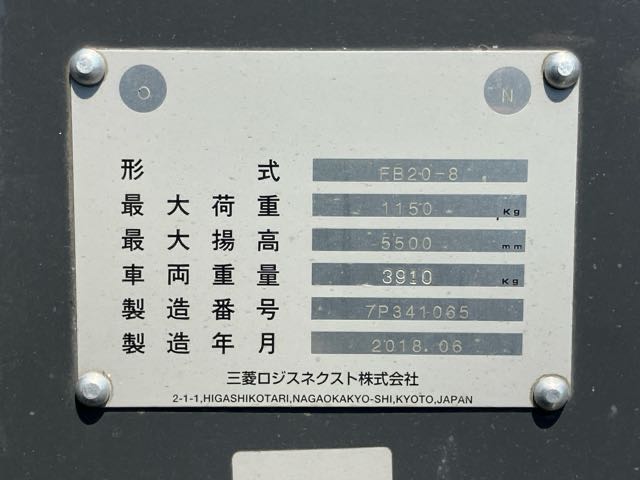 O N
形式 FB20-8
最大荷重 1150 Kg
最大揚高 5500 mm
車両重量 3910 Kg
製造番号 7P341065
製造年月 2018.06
三菱ロジスネクスト株式会社
2-1-1,HIGASHIKOTARI,NAGAOKAKYO-SHI,KYOTO,JAPAN